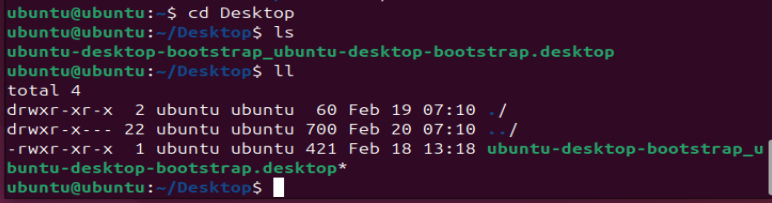 ubuntu@ubuntu:~$ cd Desktop
ubuntu@ubuntu:~/Desktop$ ls
ubuntu-desktop-bootstrap_ubuntu-desktop-bootstrap.desktop
ubuntu@ubuntu:~/Desktop$ ll
total 4
drwxr-xr-x  2 ubuntu ubuntu  60 Feb 19 07:10 ./
drwxr-x--- 22 ubuntu ubuntu 700 Feb 20 07:10 ../
-rwxr-xr-x  1 ubuntu ubuntu 421 Feb 18 13:18 ubuntu-desktop-bootstrap_u
buntu-desktop-bootstrap.desktop*
ubuntu@ubuntu:~/Desktop$